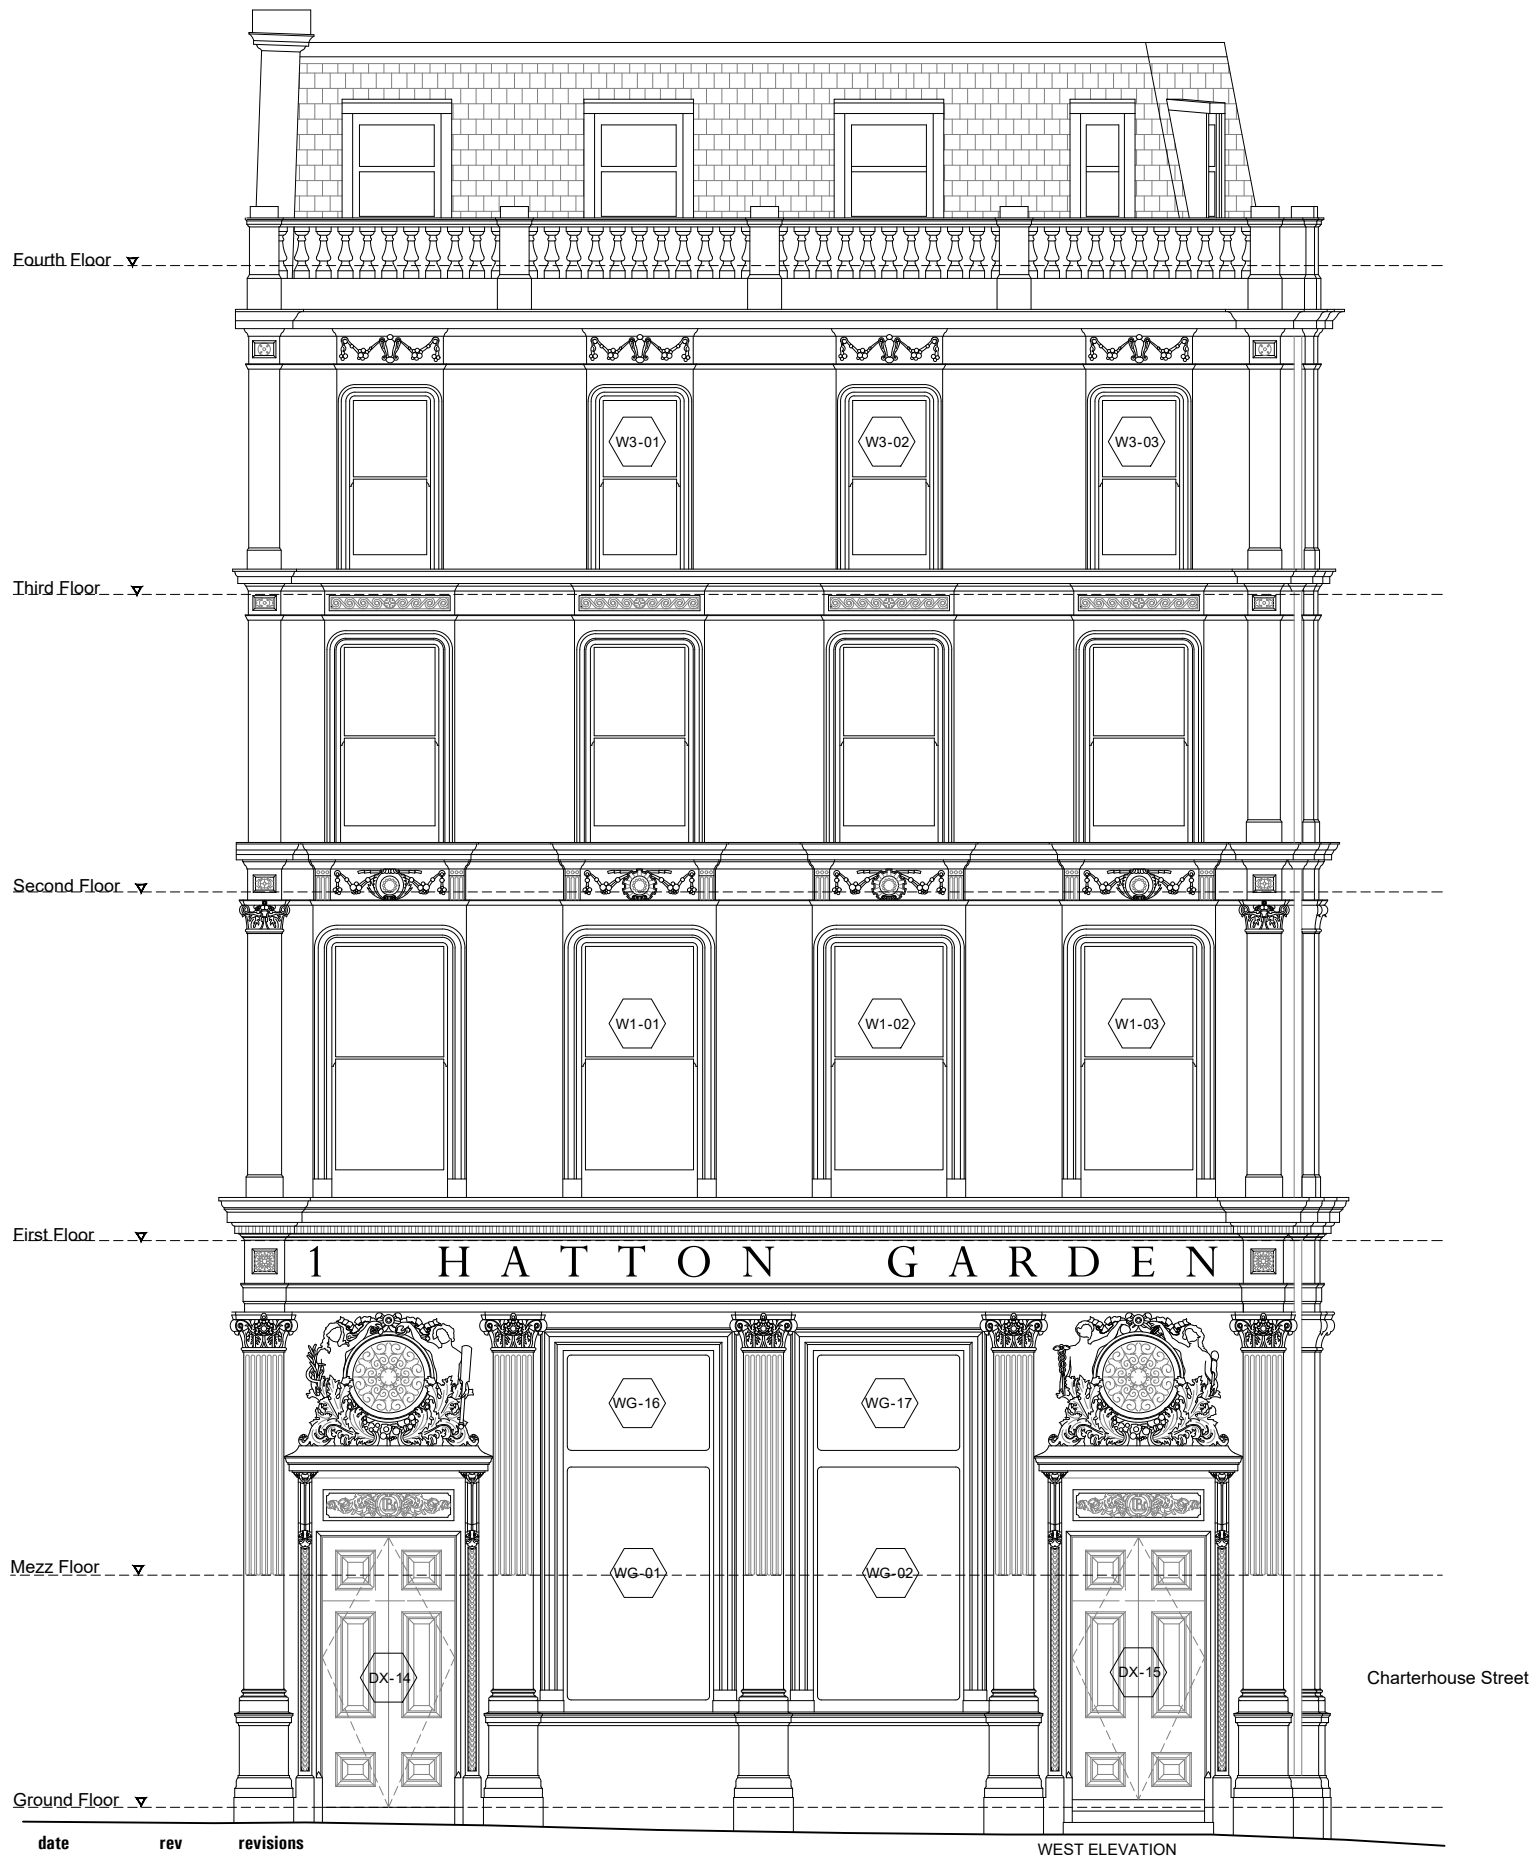 Fourth Floor
W3-01 W3-02 W3-03
Third Floor
Second Floor
W1-01 W1-02 W1-03
First Floor
1 HATTON GARDEN
WG-16 WG-17
Mezz Floor
WG-01 WG-02
DX-14 DX-15
Charterhouse Street
Ground Floor
date rev revisions
WEST ELEVATION